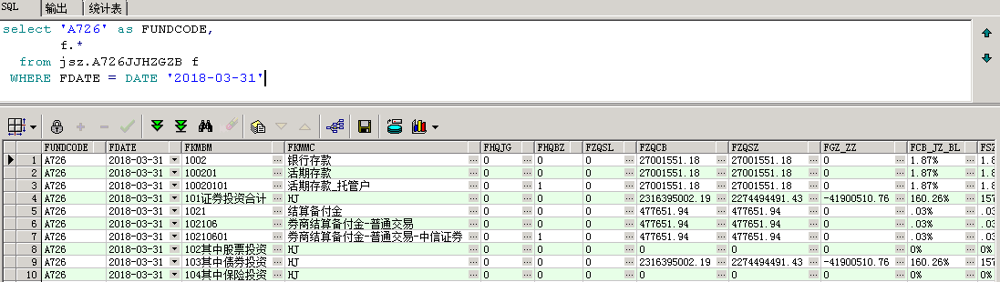 SQL 输出 统计表
select 'A726' as FUNDCODE,
f.*
from jsz.A726JJHZGZB f
WHERE FDATE = DATE '2018-03-31'
FUNDCODE FDATE FKMBM FKMMC FHQJG FHQBZ FZQSL FZQCB FZQSZ FGZ_ZZ FCB_JZ_BL FSZ
1 A726 2018-03-31 1002 银行存款 0 0 27001551.18 27001551.18 0 1.87% 1.8
2 A726 2018-03-31 100201 活期存款 0 0 27001551.18 27001551.18 0 1.87% 1.8
3 A726 2018-03-31 10020101 活期存款_托管户 0 1 0 27001551.18 27001551.18 0 1.87% 1.8
4 A726 2018-03-31 101证券投资合计 HJ 0 0 2316395002.19 2274494491.43 -41900510.76 160.26% 157
5 A726 2018-03-31 1021 结算备付金 0 0 477651.94 477651.94 0 .03% .03%
6 A726 2018-03-31 102106 券商结算备付金-普通交易 0 0 477651.94 477651.94 0 .03% .03%
7 A726 2018-03-31 10210601 券商结算备付金-普通交易-中信证券 0 1 0 477651.94 477651.94 0 .03% .03%
8 A726 2018-03-31 102其中股票投资 HJ 0 0 0 0 0 0% 0%
9 A726 2018-03-31 103其中债券投资 HJ 0 0 2316395002.19 2274494491.43 -41900510.76 160.26% 157
10 A726 2018-03-31 104其中保险投资 HJ 0 0 0 0 0 0% 0%